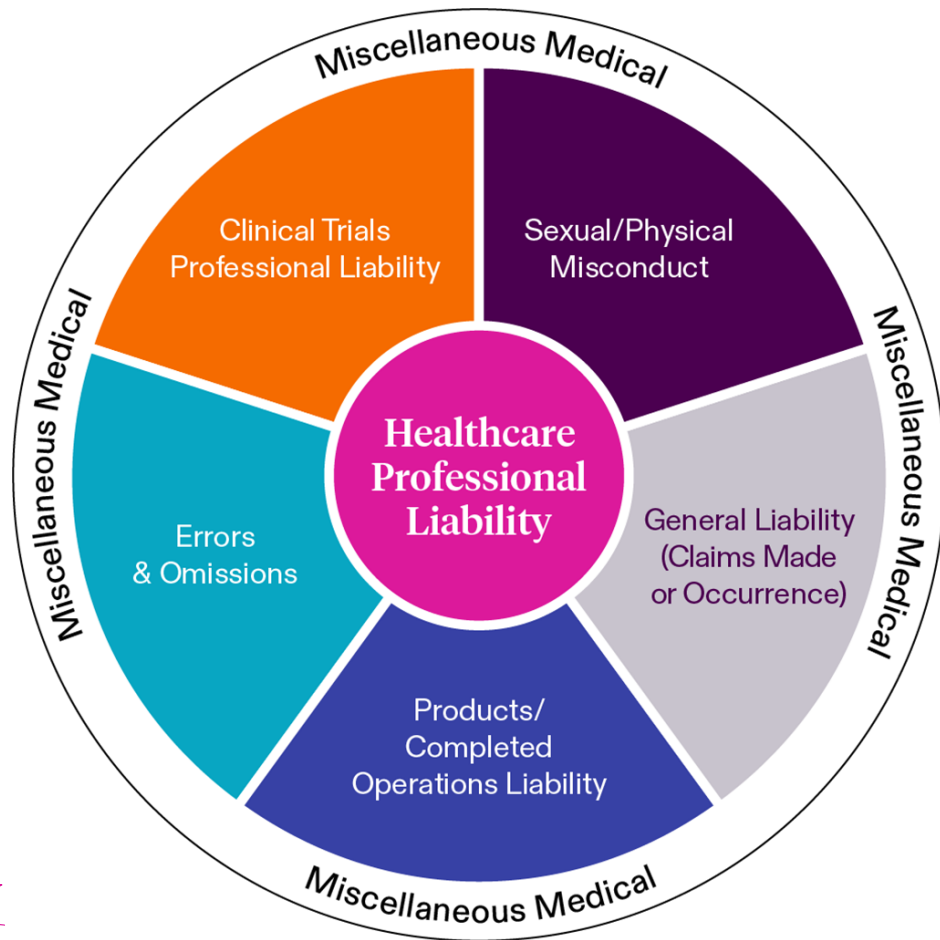 Miscellaneous Medical
Clinical Trials
Professional Liability
Sexual/Physical
Misconduct
Miscellaneous Medical
Miscellaneous Medical
Healthcare
Professional
Liability
Errors
& Omissions
General Liability
(Claims Made
or Occurrence)
Products/
Completed
Operations Liability
Miscellaneous Medical